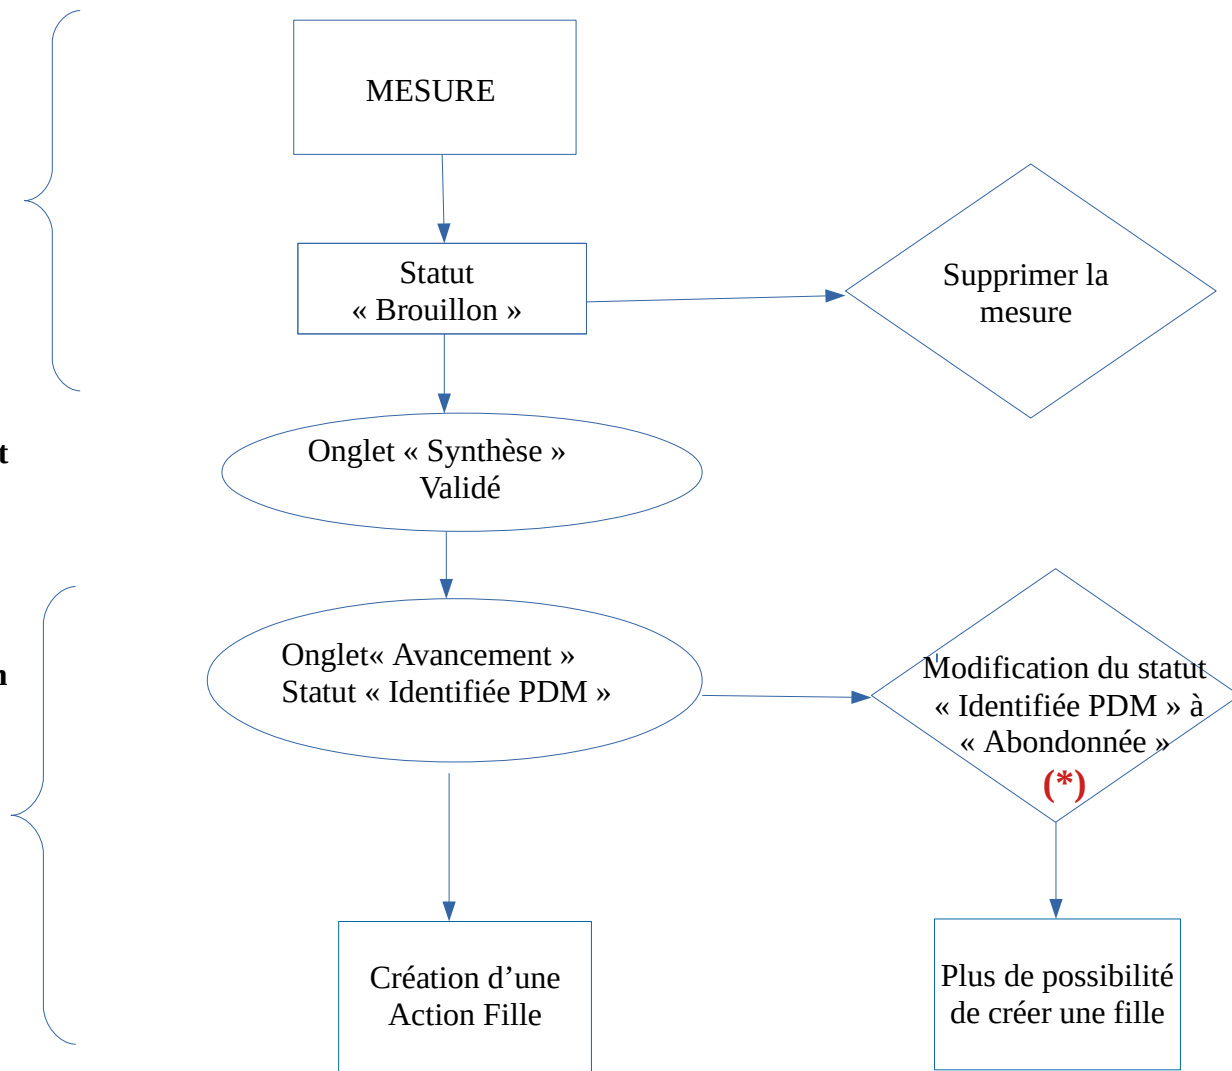 MESURE
Statut
« Brouillon »
Supprimer la
mesure
t
Onglet « Synthèse »
Validé
n
Onglet« Avancement »
Statut « Identifiée PDM »
Modification du statut
« Identifiée PDM » à
« Abondonnée »
(*)
Création d’une
Action Fille
Plus de possibilité
de créer une fille